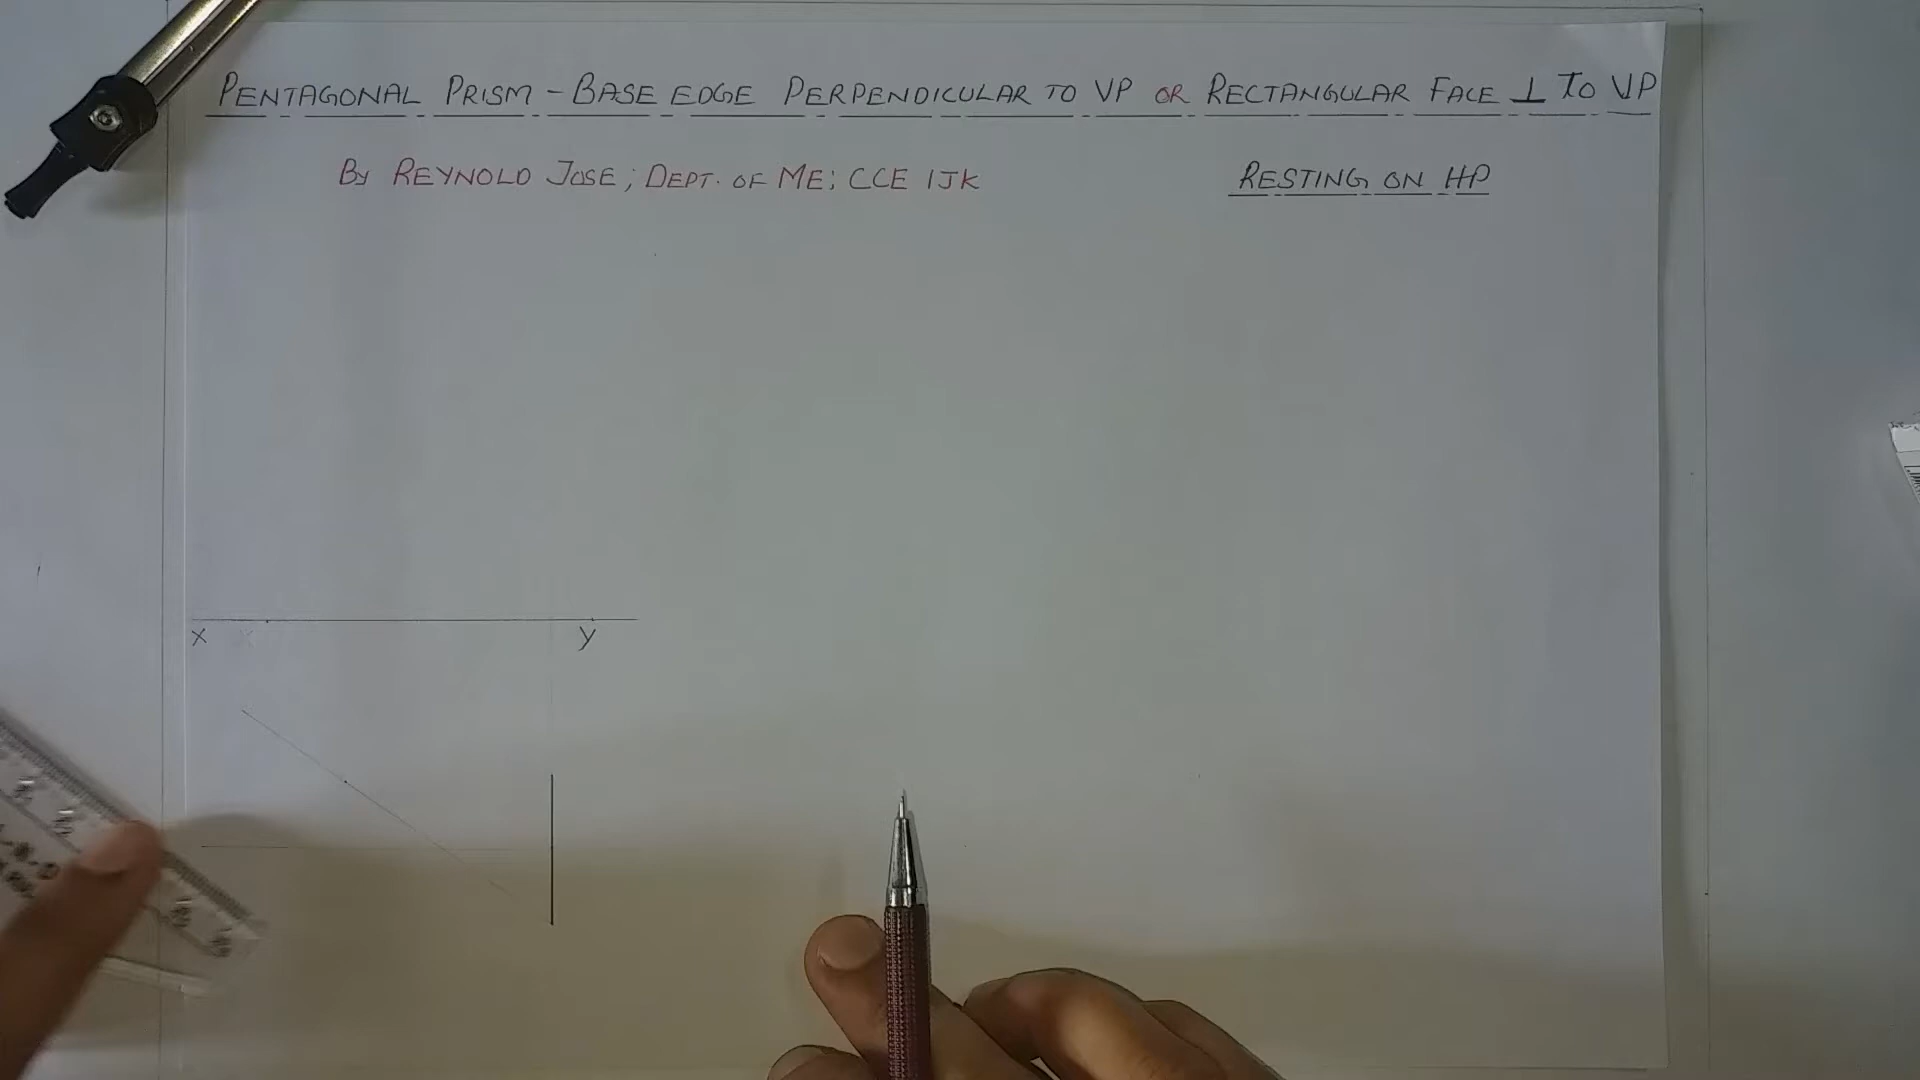 PENTAGONAL PRISM - BASE EDGE PERPENDICULAR TO VP OR RECTANGULAR FACE ⊥ TO VP
By REYNOLD JOSE; DEPT. OF ME; CCE IJK
RESTING ON HP
X y